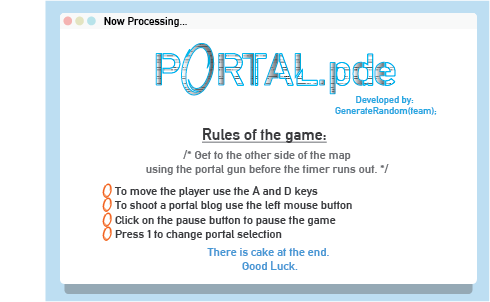 Now Processing...
PORTAL.pde
Developed by:
GenerateRandom(team);
Rules of the game:
/* Get to the other side of the map
using the portal gun before the timer runs out. */
To move the player use the A and D keys
To shoot a portal blog use the left mouse button
Click on the pause button to pause the game
Press 1 to change portal selection
There is cake at the end.
Good Luck.